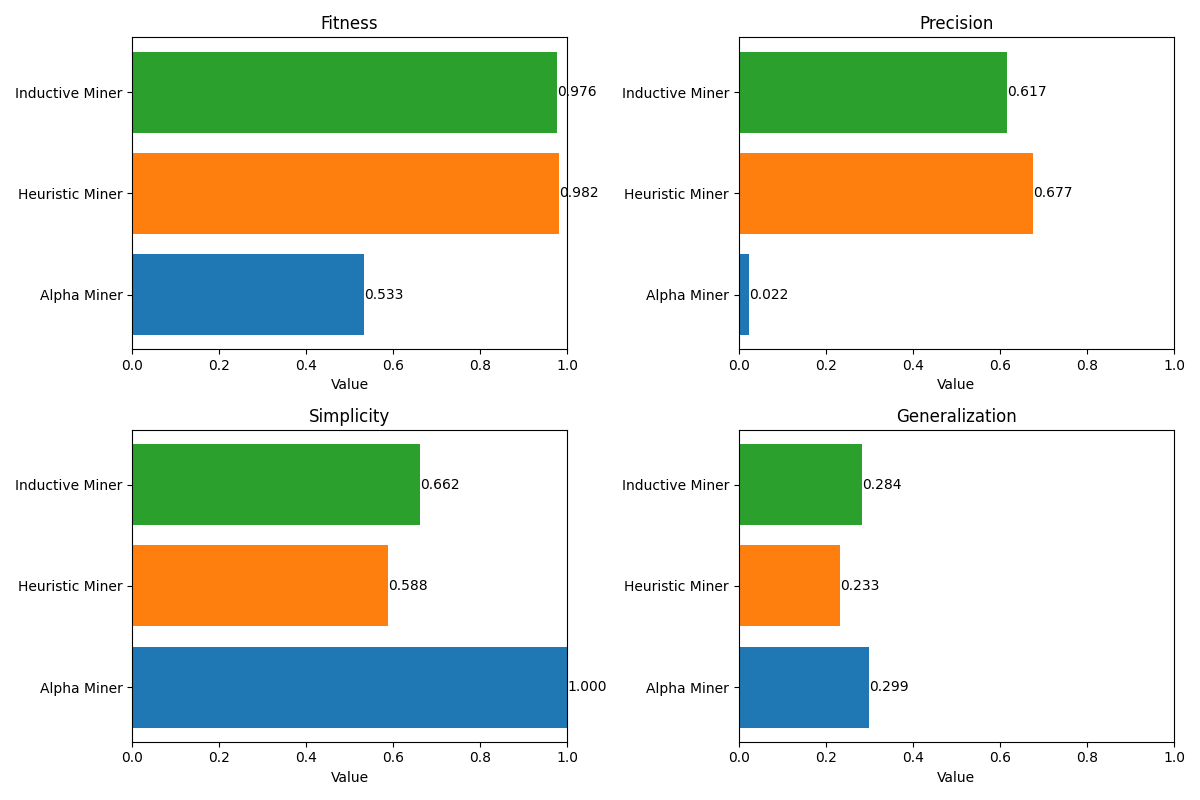 Fitness
Inductive Miner
0.976
Heuristic Miner
0.982
Alpha Miner
0.533
0.0 0.2 0.4 0.6 0.8 1.0
Value
Precision
Inductive Miner
0.617
Heuristic Miner
0.677
Alpha Miner
0.022
0.0 0.2 0.4 0.6 0.8 1.0
Value
Simplicity
Inductive Miner
0.662
Heuristic Miner
0.588
Alpha Miner
1.000
0.0 0.2 0.4 0.6 0.8 1.0
Value
Generalization
Inductive Miner
0.284
Heuristic Miner
0.233
Alpha Miner
0.299
0.0 0.2 0.4 0.6 0.8 1.0
Value